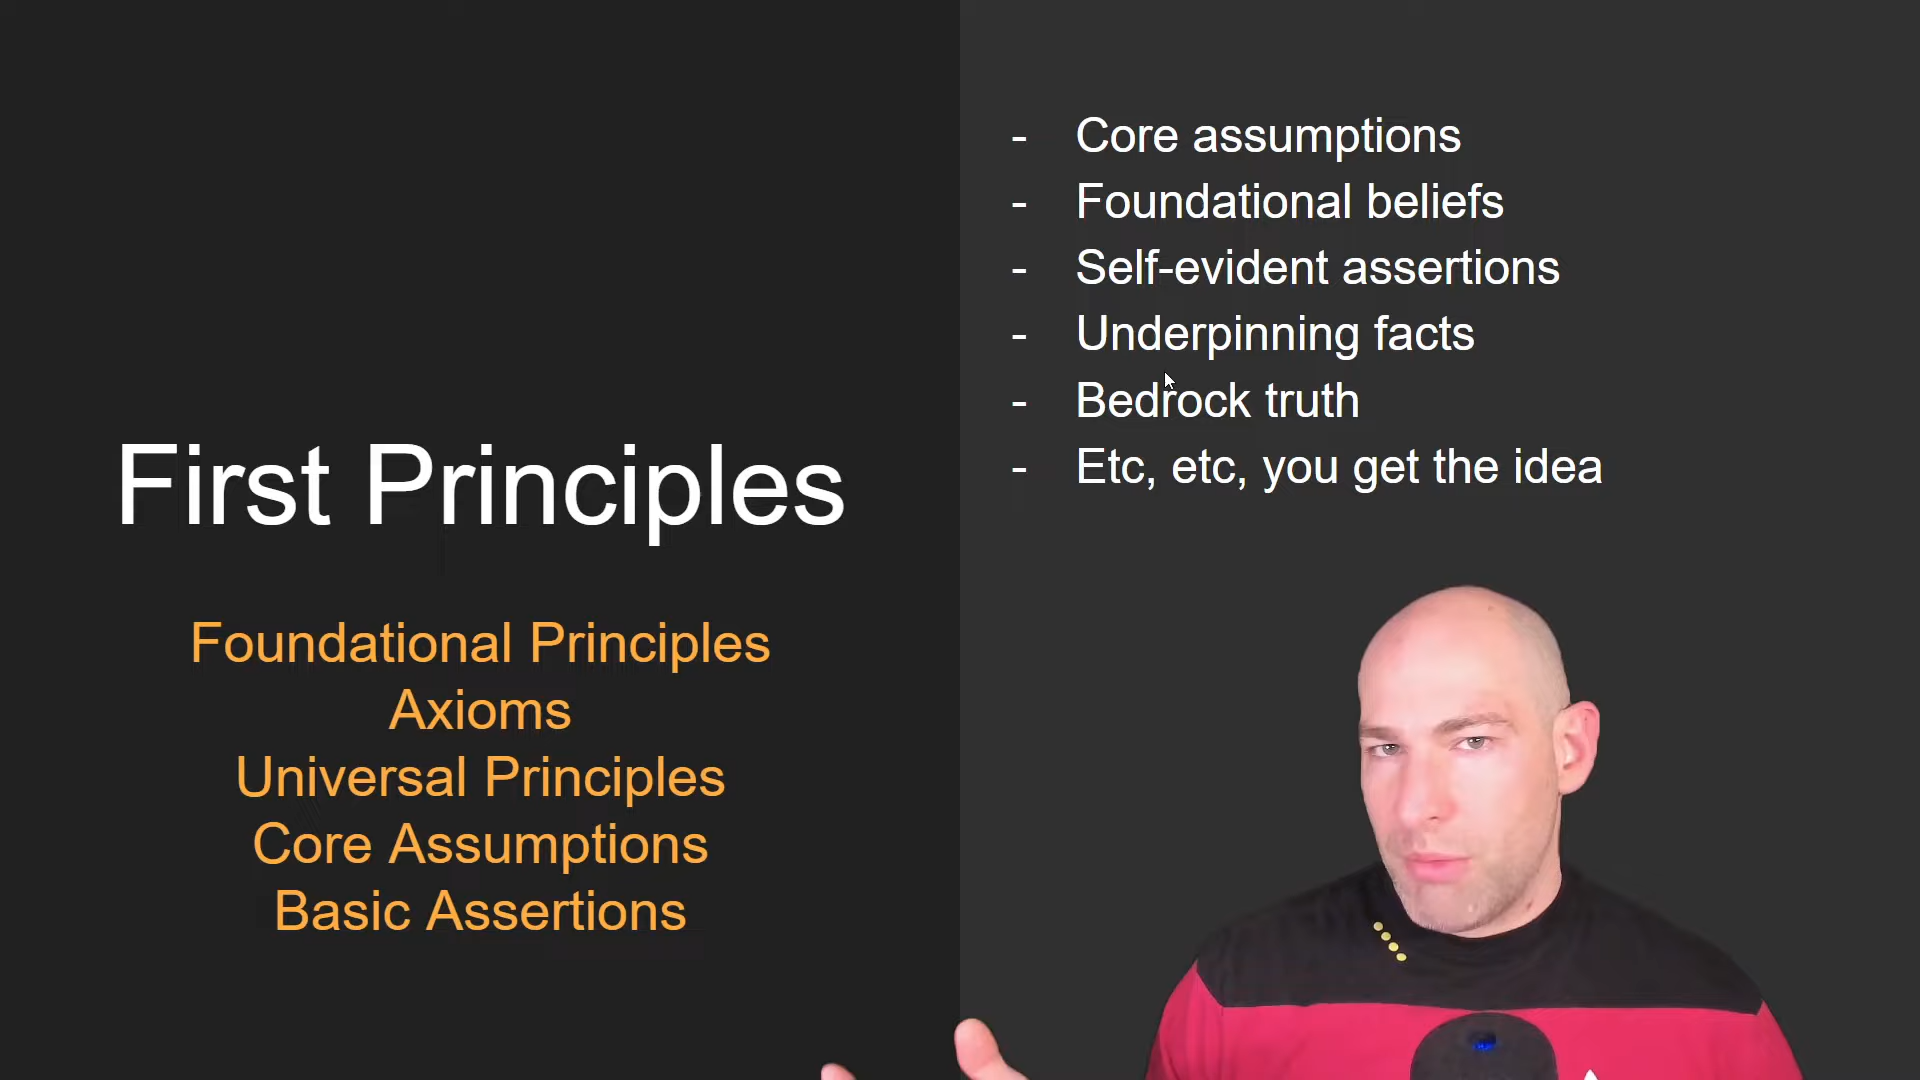 First Principles
Foundational Principles
Axioms
Universal Principles
Core Assumptions
Basic Assertions
- Core assumptions
- Foundational beliefs
- Self-evident assertions
- Underpinning facts
- Bedrock truth
- Etc, etc, you get the idea